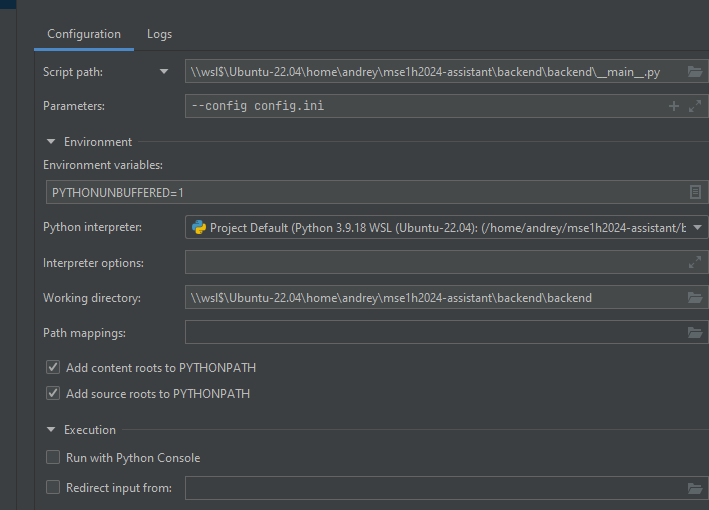 Configuration Logs
Script path: \\wsl$\Ubuntu-22.04\home\andrey\mse1h2024-assistant\backend\backend\__main__.py
Parameters: --config config.ini
Environment
Environment variables:
PYTHONUNBUFFERED=1
Python interpreter: Project Default (Python 3.9.18 WSL (Ubuntu-22.04): (/home/andrey/mse1h2024-assistant/b
Interpreter options:
Working directory: \\wsl$\Ubuntu-22.04\home\andrey\mse1h2024-assistant\backend\backend
Path mappings:
Add content roots to PYTHONPATH
Add source roots to PYTHONPATH
Execution
Run with Python Console
Redirect input from: